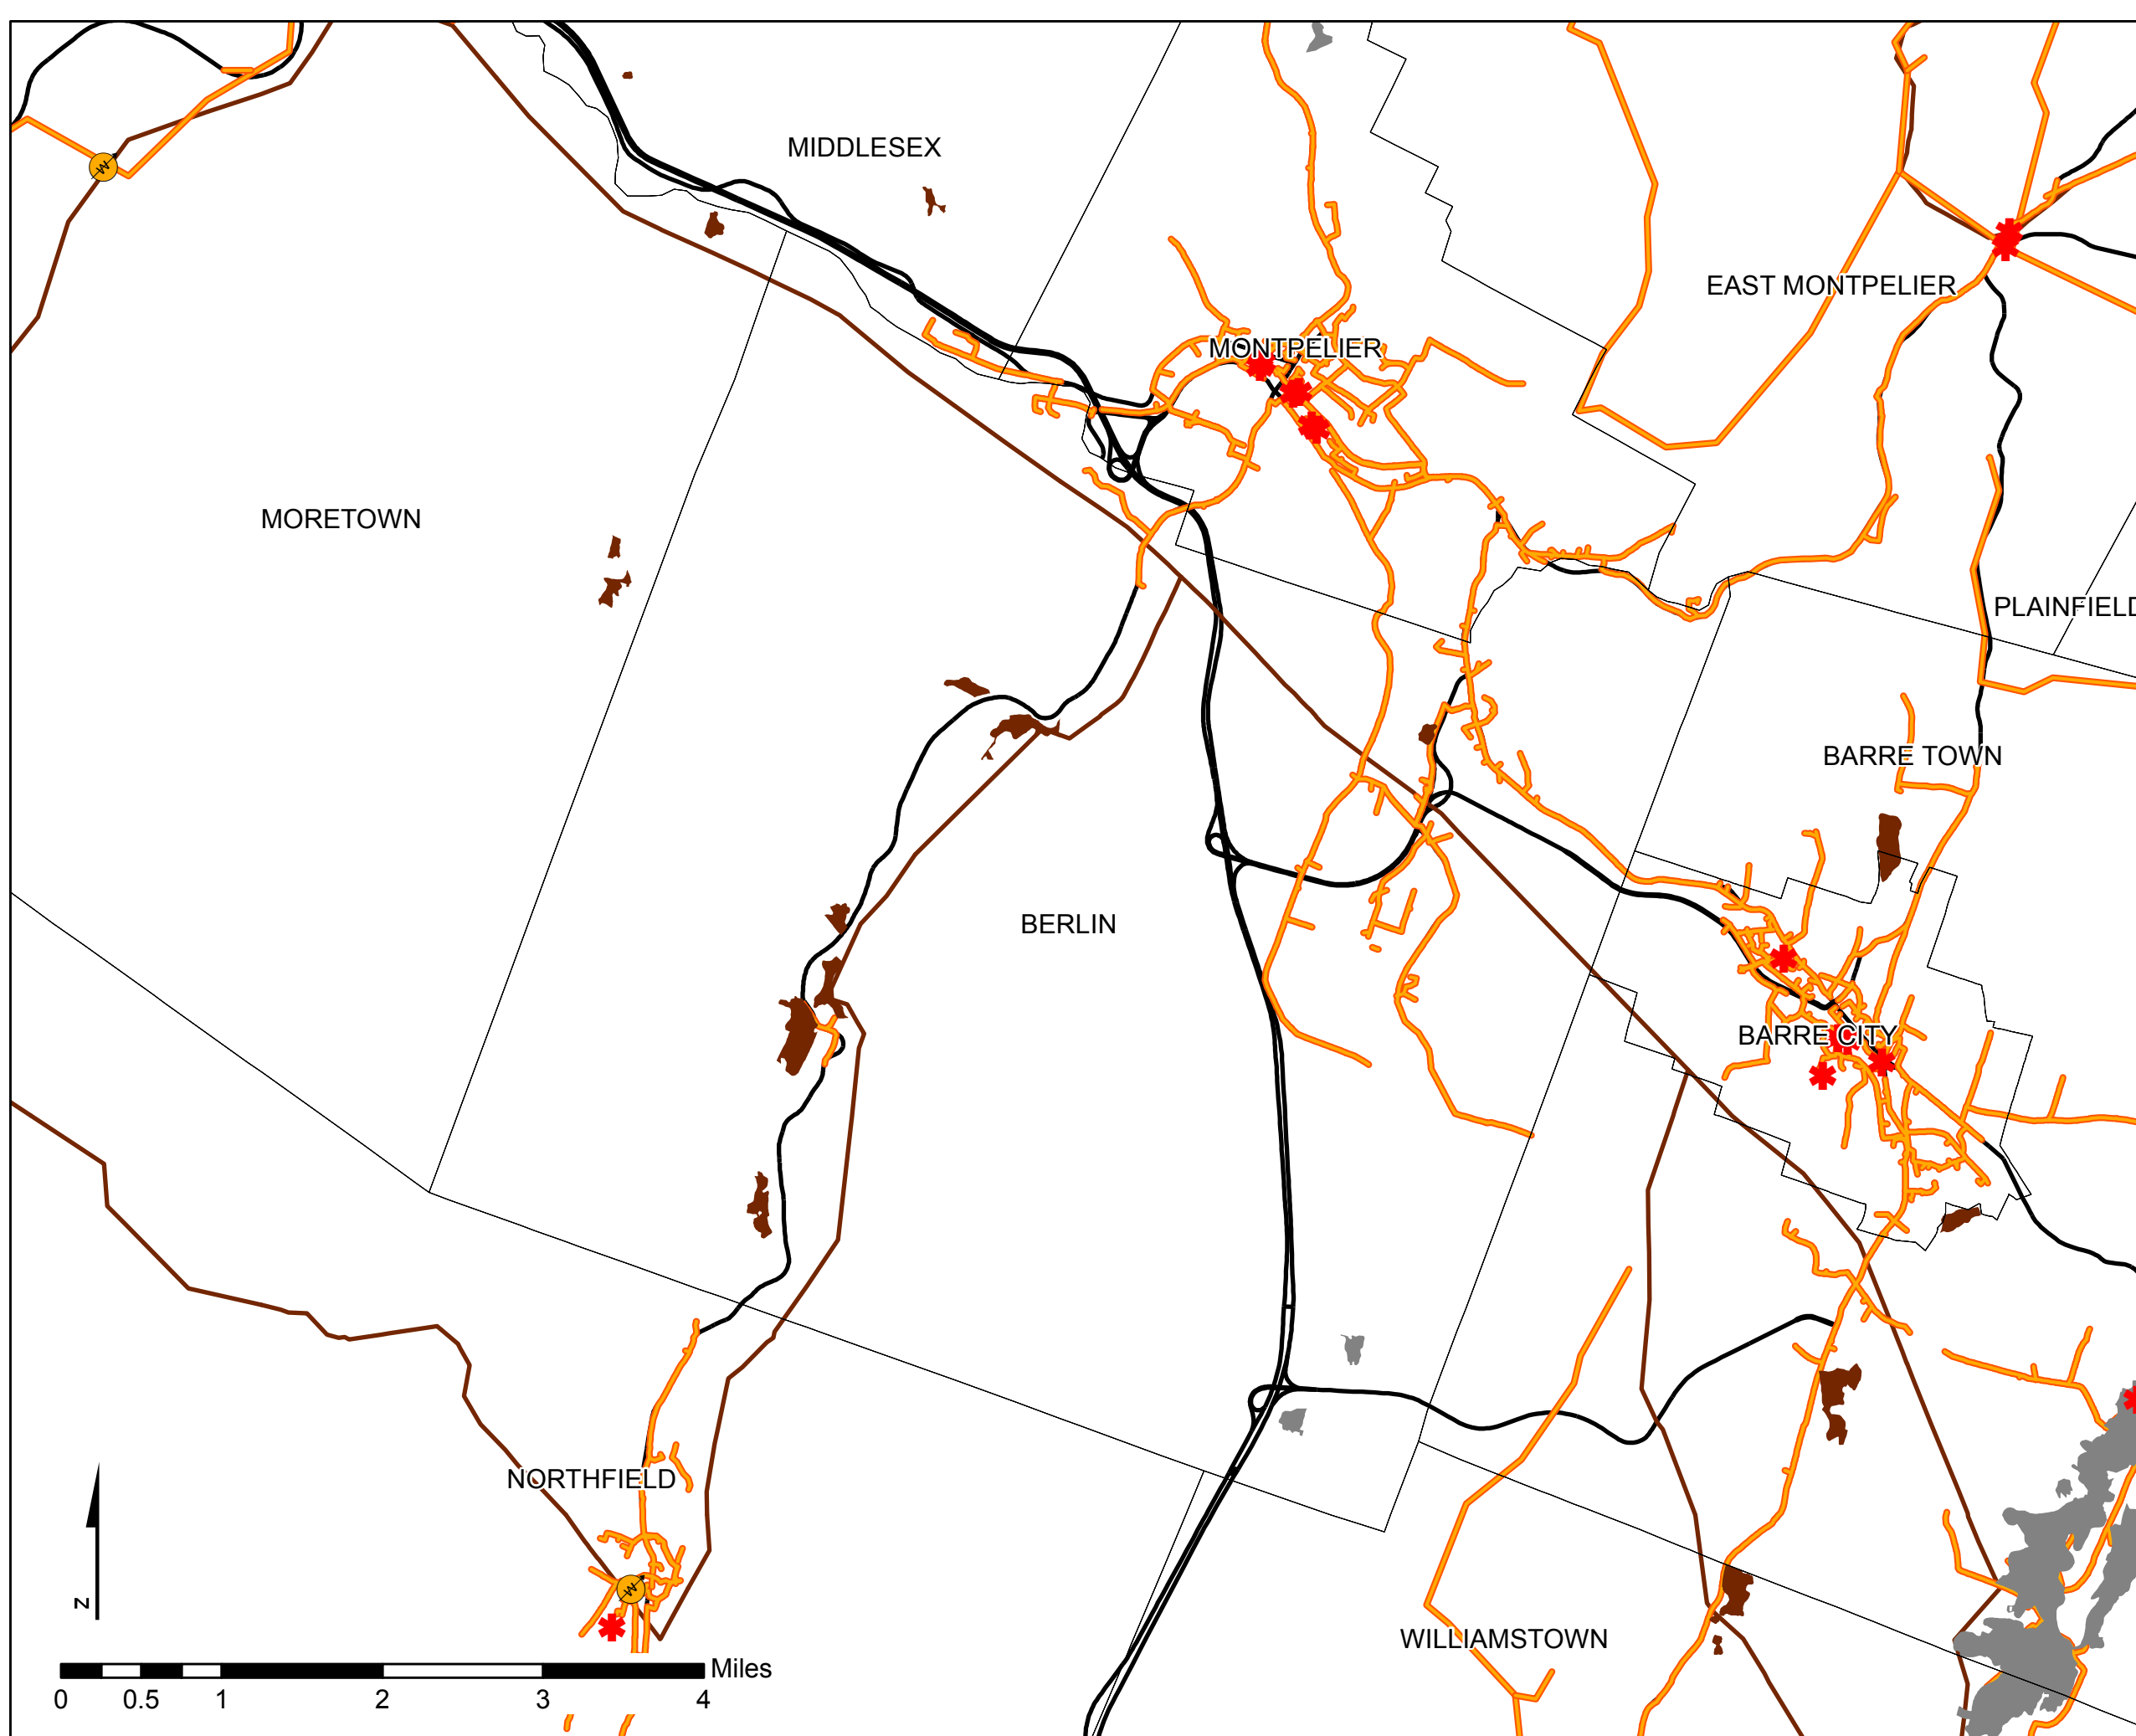 MIDDLESEX
EAST MONTPELIER
MONTPELIER
MORETOWN
PLAINFIELD
BARRE TOWN
BERLIN
BARRE CITY
NORTHFIELD
WILLIAMSTOWN
W
W
N
Miles
0 0.5 1 2 3 4